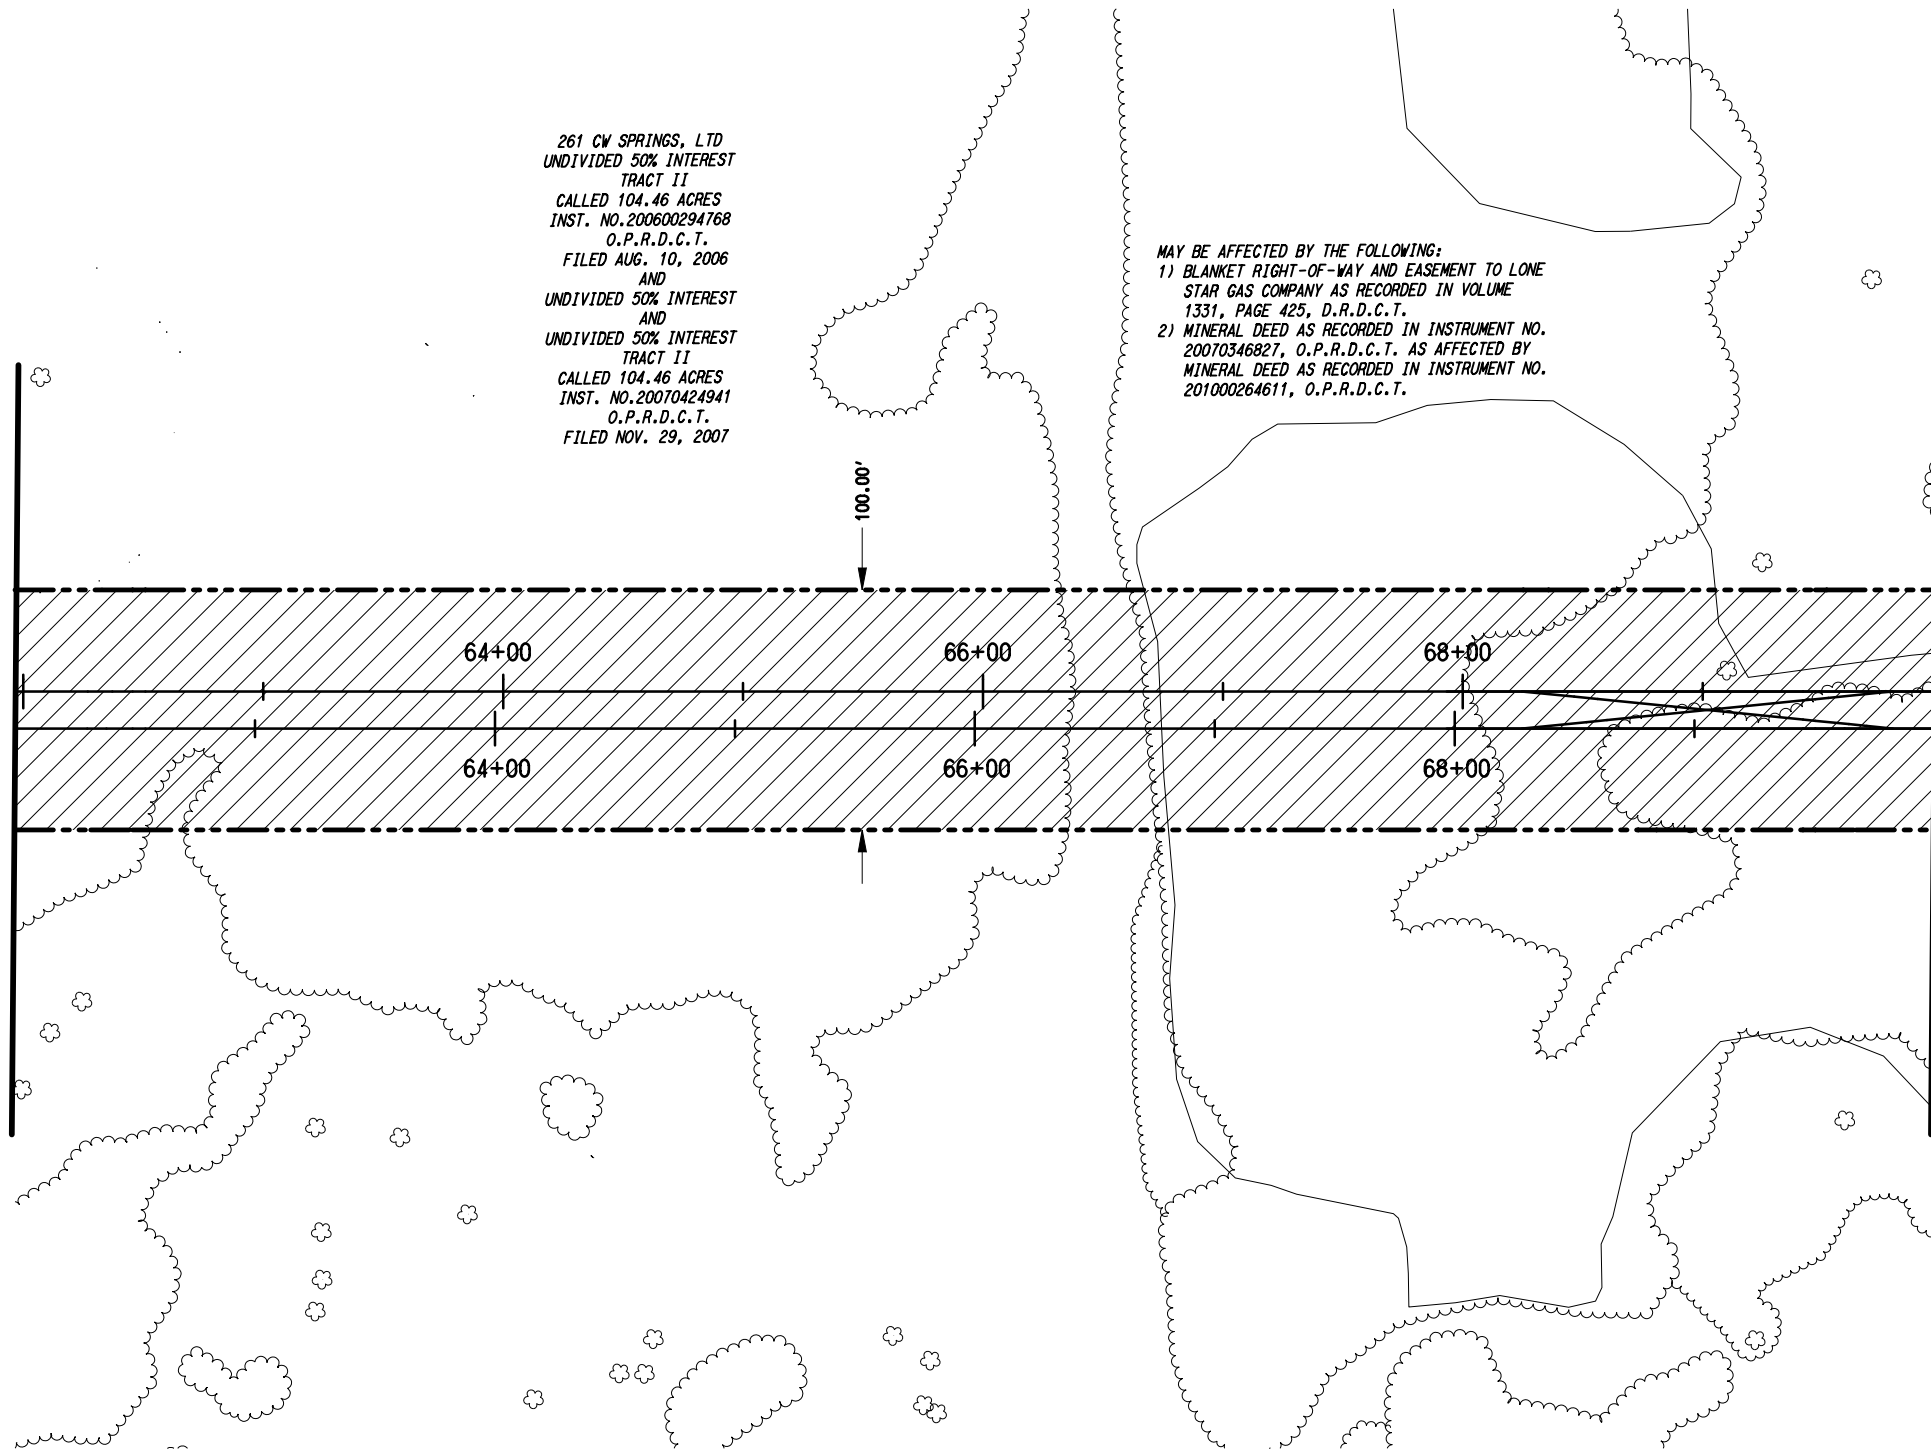 261 CW SPRINGS, LTD
UNDIVIDED 50% INTEREST
TRACT II
CALLED 104.46 ACRES
INST. NO.200600294768
O.P.R.D.C.T.
FILED AUG. 10, 2006
AND
UNDIVIDED 50% INTEREST
AND
UNDIVIDED 50% INTEREST
TRACT II
CALLED 104.46 ACRES
INST. NO.20070424941
O.P.R.D.C.T.
FILED NOV. 29, 2007
MAY BE AFFECTED BY THE FOLLOWING:
1) BLANKET RIGHT-OF-WAY AND EASEMENT TO LONE
STAR GAS COMPANY AS RECORDED IN VOLUME
1331, PAGE 425, D.R.D.C.T.
2) MINERAL DEED AS RECORDED IN INSTRUMENT NO.
20070346827, O.P.R.D.C.T. AS AFFECTED BY
MINERAL DEED AS RECORDED IN INSTRUMENT NO.
201000264611, O.P.R.D.C.T.
100.00'
64+00
66+00
68+00
64+00
66+00
68+00